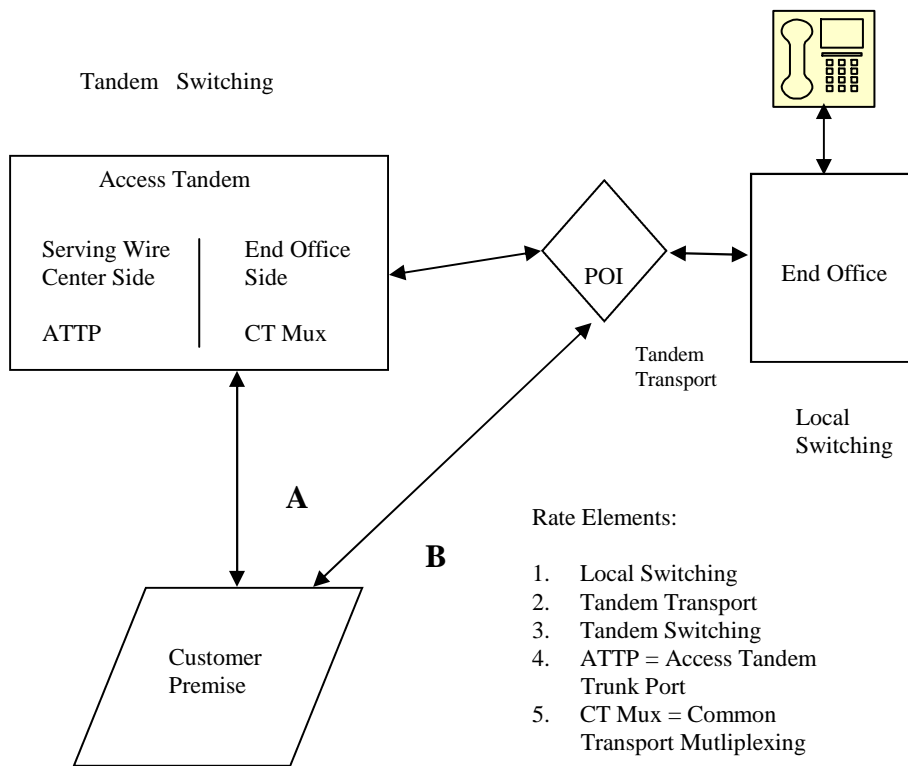 Tandem Switching
Access Tandem
Serving Wire
Center Side
ATTP
End Office
Side
CT Mux
POI
End Office
Tandem
Transport
Local
Switching
A
B
Customer
Premise
Rate Elements:
1. Local Switching
2. Tandem Transport
3. Tandem Switching
4. ATTP = Access Tandem
Trunk Port
5. CT Mux = Common
Transport Mutliplexing